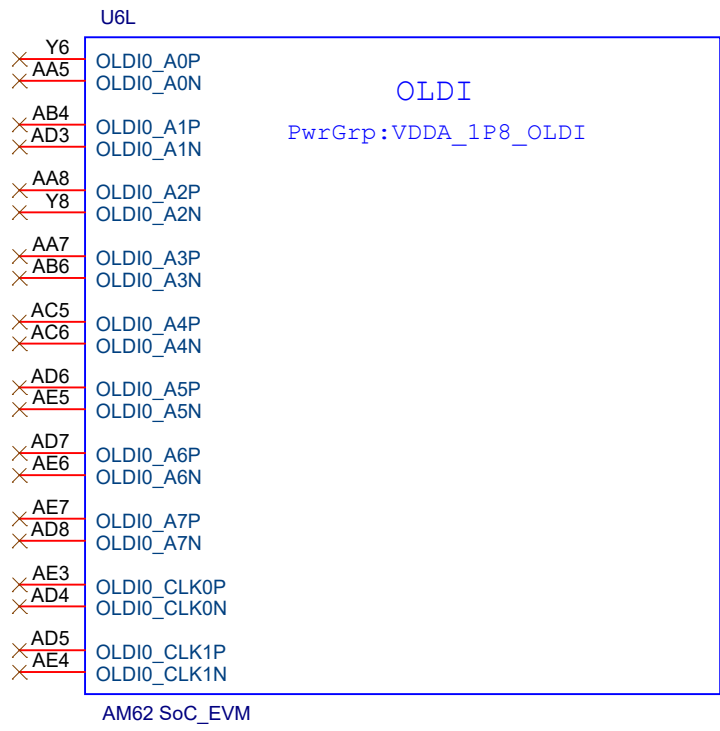 U6L
OLDI
PwrGrp:VDDA_1P8_OLDI
Y6 OLDI0_A0P
AA5 OLDI0_A0N
AB4 OLDI0_A1P
AD3 OLDI0_A1N
AA8 OLDI0_A2P
Y8 OLDI0_A2N
AA7 OLDI0_A3P
AB6 OLDI0_A3N
AC5 OLDI0_A4P
AC6 OLDI0_A4N
AD6 OLDI0_A5P
AE5 OLDI0_A5N
AD7 OLDI0_A6P
AE6 OLDI0_A6N
AE7 OLDI0_A7P
AD8 OLDI0_A7N
AE3 OLDI0_CLK0P
AD4 OLDI0_CLK0N
AD5 OLDI0_CLK1P
AE4 OLDI0_CLK1N
AM62 SoC_EVM